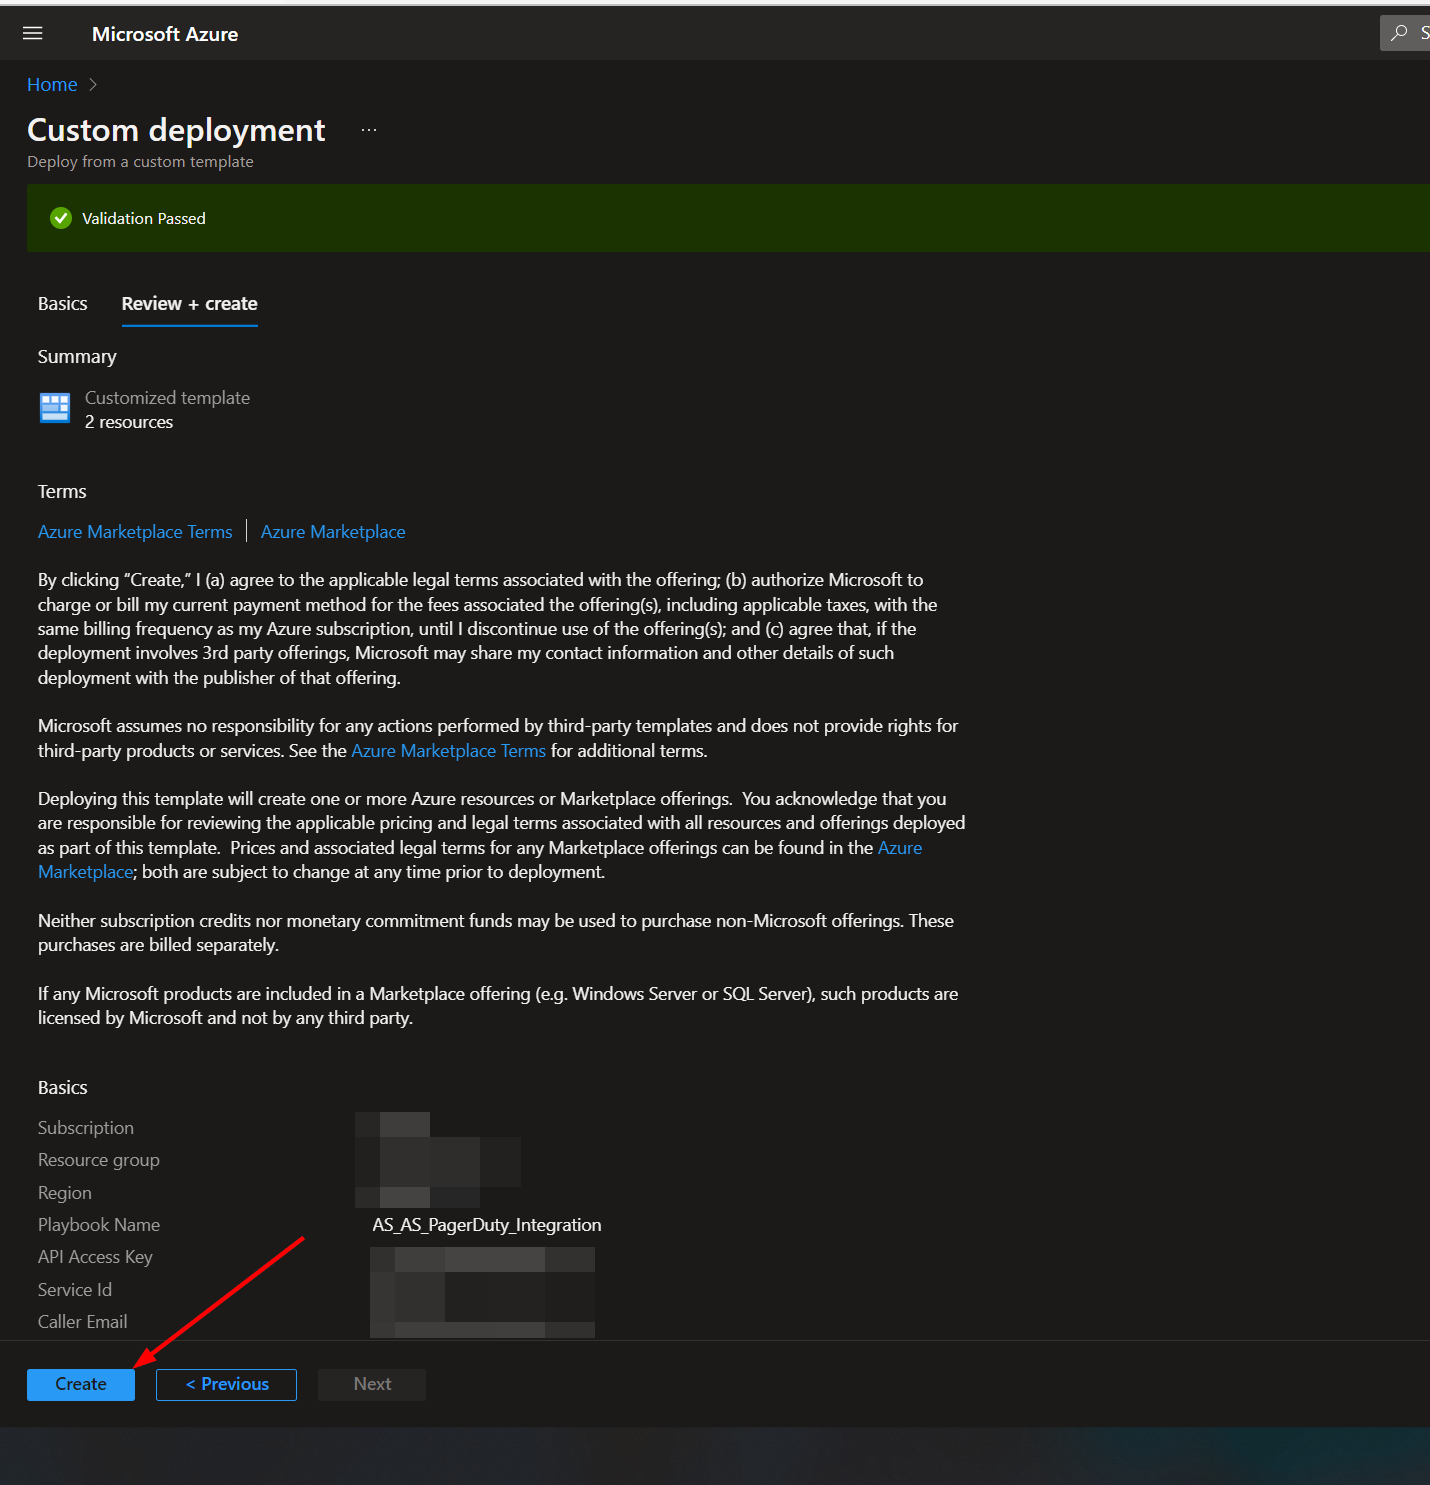 Microsoft Azure
S
Home >
Custom deployment ...
Deploy from a custom template
Validation Passed
Basics Review + create
Summary
Customized template
2 resources
Terms
Azure Marketplace Terms | Azure Marketplace
By clicking “Create,” I (a) agree to the applicable legal terms associated with the offering; (b) authorize Microsoft to
charge or bill my current payment method for the fees associated the offering(s), including applicable taxes, with the
same billing frequency as my Azure subscription, until I discontinue use of the offering(s); and (c) agree that, if the
deployment involves 3rd party offerings, Microsoft may share my contact information and other details of such
deployment with the publisher of that offering.
Microsoft assumes no responsibility for any actions performed by third-party templates and does not provide rights for
third-party products or services. See the Azure Marketplace Terms for additional terms.
Deploying this template will create one or more Azure resources or Marketplace offerings.  You acknowledge that you
are responsible for reviewing the applicable pricing and legal terms associated with all resources and offerings deployed
as part of this template.  Prices and associated legal terms for any Marketplace offerings can be found in the Azure
Marketplace; both are subject to change at any time prior to deployment.
Neither subscription credits nor monetary commitment funds may be used to purchase non-Microsoft offerings. These
purchases are billed separately.
If any Microsoft products are included in a Marketplace offering (e.g. Windows Server or SQL Server), such products are
licensed by Microsoft and not by any third party.
Basics
Subscription
Resource group
Region
Playbook Name AS_AS_PagerDuty_Integration
API Access Key
Service Id
Caller Email
Create < Previous Next